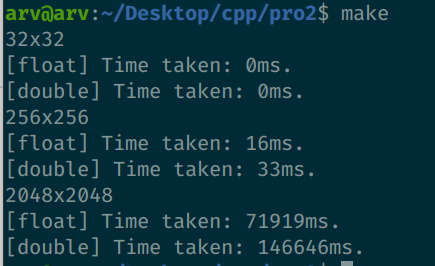 arv@arv:~/Desktop/cpp/pro2$ make
32x32
[float] Time taken: 0ms.
[double] Time taken: 0ms.
256x256
[float] Time taken: 16ms.
[double] Time taken: 33ms.
2048x2048
[float] Time taken: 71919ms.
[double] Time taken: 146646ms.